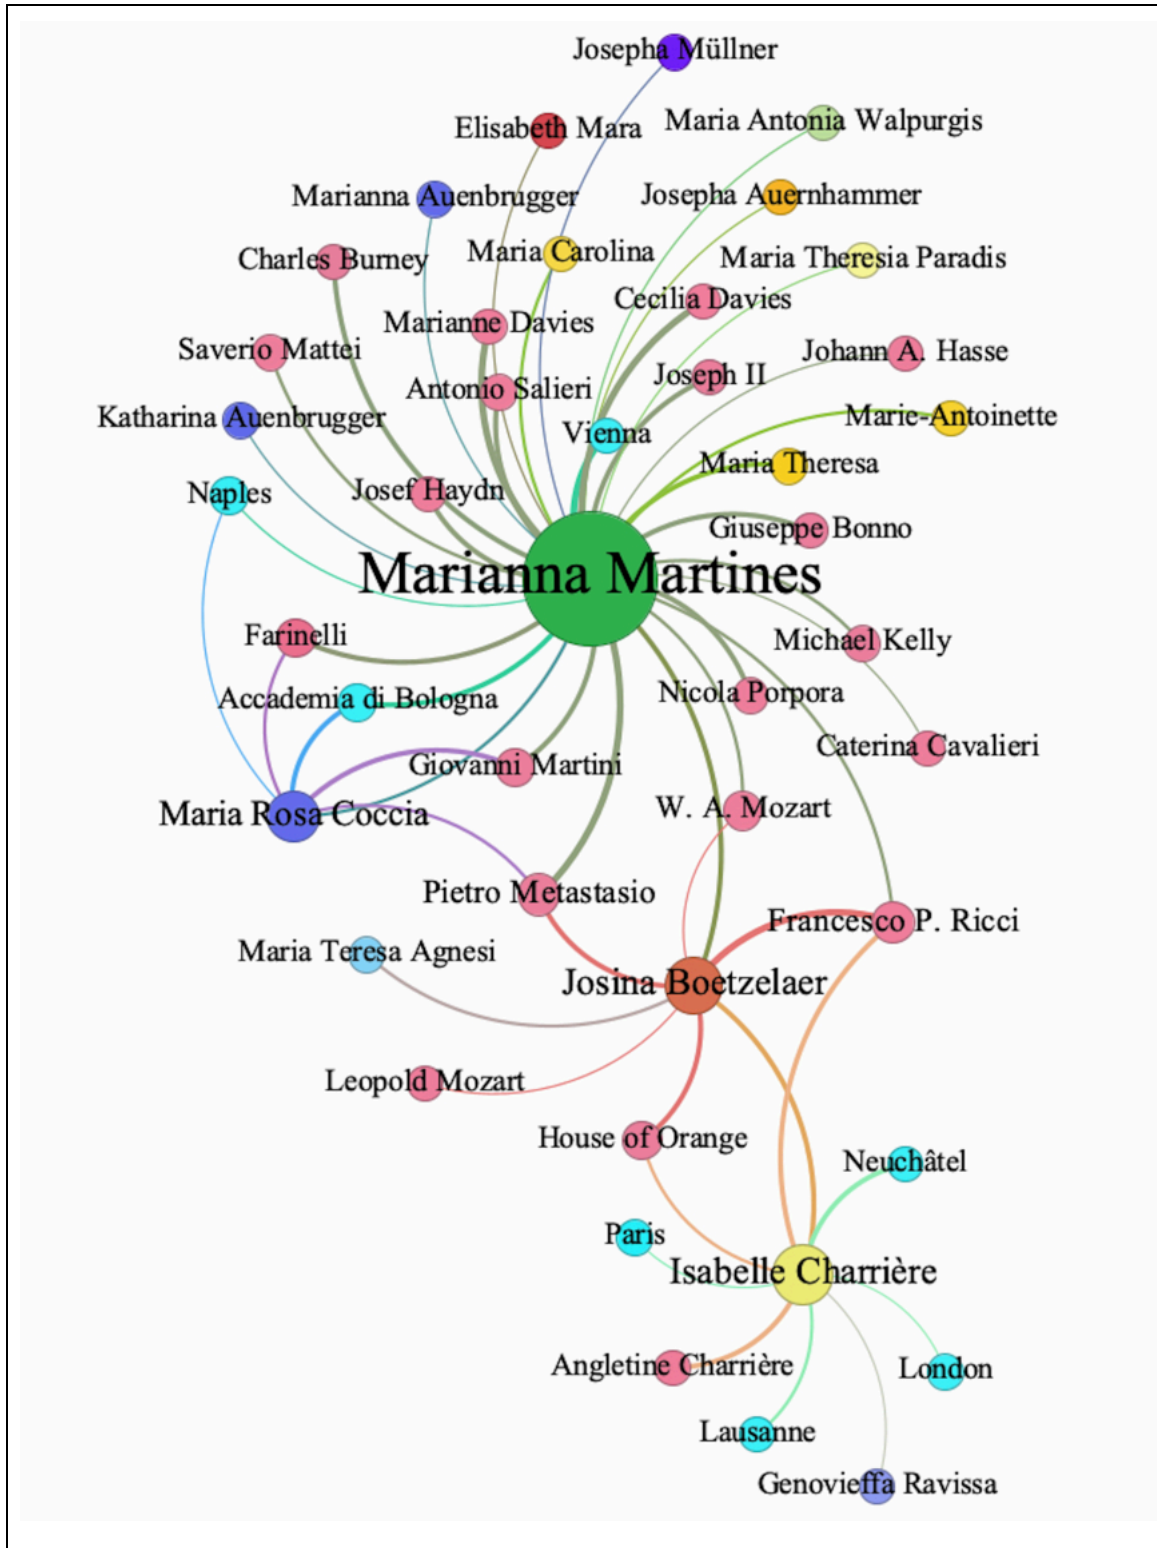 Josepha Müllner
Elisabeth Mara
Maria Antonia Walpurgis
Marianna Auenbrugger
Josepha Auernhammer
Charles Burney
Maria Carolina
Maria Theresia Paradis
Cecilia Davies
Marianne Davies
Saverio Mattei
Johann A. Hasse
Antonio Salieri
Joseph II
Katharina Auenbrugger
Marie-Antoinette
Vienna
Maria Theresa
Naples
Josef Haydn
Giuseppe Bonno
Marianna Martines
Farinelli
Michael Kelly
Accademia di Bologna
Nicola Porpora
Caterina Cavalieri
Giovanni Martini
Maria Rosa Coccia
W. A. Mozart
Pietro Metastasio
Francesco P. Ricci
Maria Teresa Agnesi
Josina Boetzelaer
Leopold Mozart
House of Orange
Neuchâtel
Paris
Isabelle Charrière
Angletine Charrière
London
Lausanne
Genovieffa Ravissa